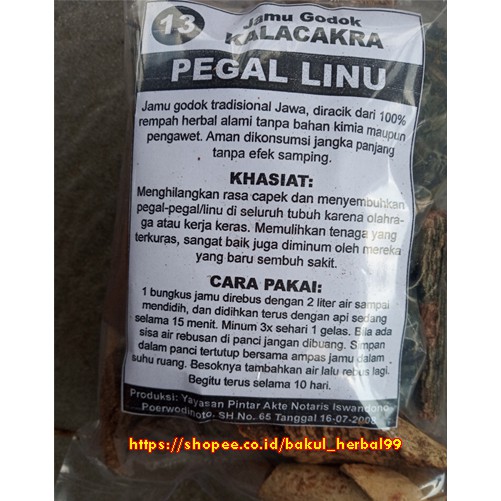 13
Jamu Godok
KALACAKRA
PEGAL LINU
Jamu godok tradisional Jawa, diracik dari 100%
rempah herbal alami tanpa bahan kimia maupun
pengawet. Aman dikonsumsi jangka panjang
tanpa efek samping.
KHASIAT:
Menghilangkan rasa capek dan menyembuhkan
pegal-pegal/linu di seluruh tubuh karena olahra-
ga atau kerja keras. Memulihkan tenaga yang
terkuras, sangat baik juga diminum oleh mereka
yang baru sembuh sakit.
CARA PAKAI:
1 bungkus jamu direbus dengan 2 liter air sampai
mendidih, dan dididihkan terus dengan api sedang
selama 15 menit. Minum 3x sehari 1 gelas. Bila ada
sisa air rebusan di panci jangan dibuang. Simpan
dalam panci tertutup bersama ampas jamu dalam
suhu ruang. Besoknya tambahkan air lalu rebus lagi.
Begitu terus selama 10 hari.
Produksi: Yayasan Pintar Akte Notaris Iswandono
Poerwodinoto, SH No. 65 Tanggal 16-07-2008
https://shopee.co.id/bakul_herbal99